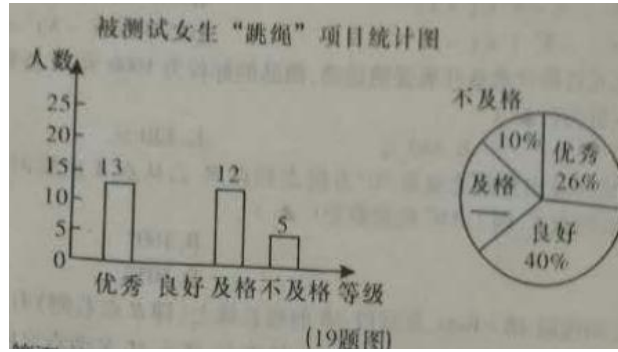 被测试女生“跳绳”项目统计图
人数
25
20
15
10
5
0
13
12
5
优秀 良好 及格 不及格 等级
不及格
10%
优秀
26%
及格
良好
40%
(19题图)